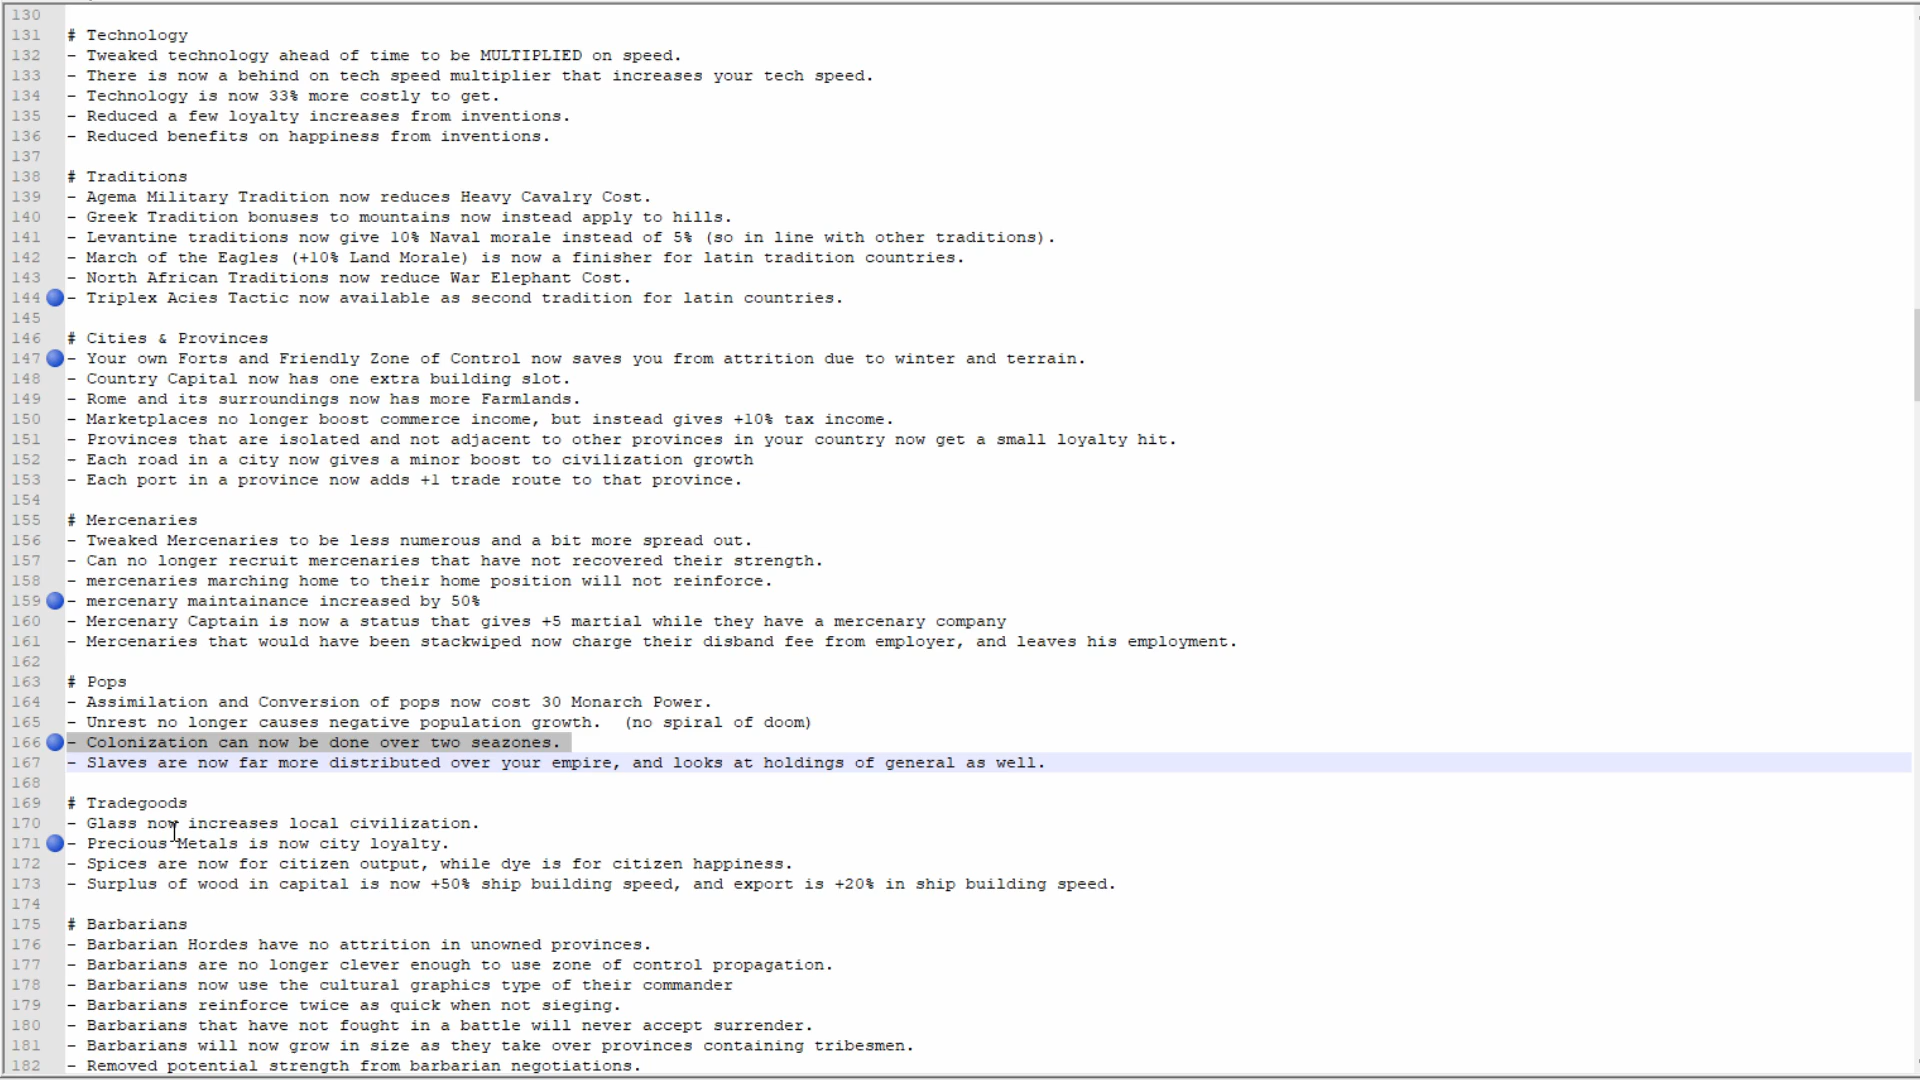 130
131 # Technology
132 - Tweaked technology ahead of time to be MULTIPLIED on speed.
133 - There is now a behind on tech speed multiplier that increases your tech speed.
134 - Technology is now 33% more costly to get.
135 - Reduced a few loyalty increases from inventions.
136 - Reduced benefits on happiness from inventions.
137
138 # Traditions
139 - Agema Military Tradition now reduces Heavy Cavalry Cost.
140 - Greek Tradition bonuses to mountains now instead apply to hills.
141 - Levantine traditions now give 10% Naval morale instead of 5% (so in line with other traditions).
142 - March of the Eagles (+10% Land Morale) is now a finisher for latin tradition countries.
143 - North African Traditions now reduce War Elephant Cost.
144 - Triplex Acies Tactic now available as second tradition for latin countries.
145
146 # Cities & Provinces
147 - Your own Forts and Friendly Zone of Control now saves you from attrition due to winter and terrain.
148 - Country Capital now has one extra building slot.
149 - Rome and its surroundings now has more Farmlands.
150 - Marketplaces no longer boost commerce income, but instead gives +10% tax income.
151 - Provinces that are isolated and not adjacent to other provinces in your country now get a small loyalty hit.
152 - Each road in a city now gives a minor boost to civilization growth
153 - Each port in a province now adds +1 trade route to that province.
154
155 # Mercenaries
156 - Tweaked Mercenaries to be less numerous and a bit more spread out.
157 - Can no longer recruit mercenaries that have not recovered their strength.
158 - mercenaries marching home to their home position will not reinforce.
159 - mercenary maintainance increased by 50%
160 - Mercenary Captain is now a status that gives +5 martial while they have a mercenary company
161 - Mercenaries that would have been stackwiped now charge their disband fee from employer, and leaves his employment.
162
163 # Pops
164 - Assimilation and Conversion of pops now cost 30 Monarch Power.
165 - Unrest no longer causes negative population growth.  (no spiral of doom)
166 - Colonization can now be done over two seazones.
167 - Slaves are now far more distributed over your empire, and looks at holdings of general as well.
168
169 # Tradegoods
170 - Glass now increases local civilization.
171 - Precious Metals is now city loyalty.
172 - Spices are now for citizen output, while dye is for citizen happiness.
173 - Surplus of wood in capital is now +50% ship building speed, and export is +20% in ship building speed.
174
175 # Barbarians
176 - Barbarian Hordes have no attrition in unowned provinces.
177 - Barbarians are no longer clever enough to use zone of control propagation.
178 - Barbarians now use the cultural graphics type of their commander
179 - Barbarians reinforce twice as quick when not sieging.
180 - Barbarians that have not fought in a battle will never accept surrender.
181 - Barbarians will now grow in size as they take over provinces containing tribesmen.
182 - Removed potential strength from barbarian negotiations.